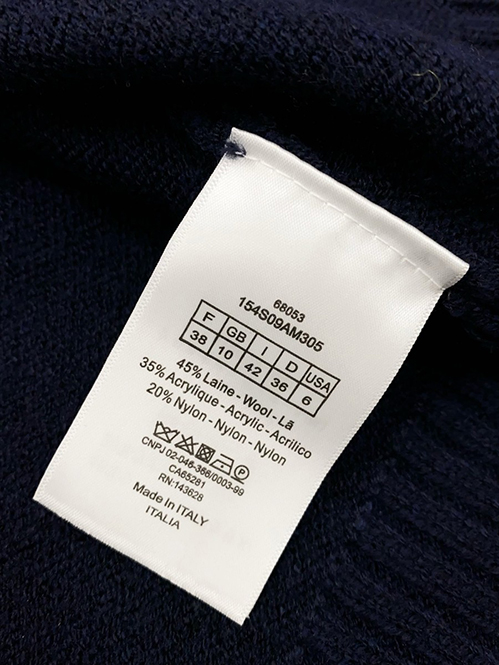 68053
154S09AM305
F GB I D USA
38 10 42 36 6
45% Laine - Wool - Lã
35% Acrylique - Acrylic - Acrilico
20% Nylon - Nylon - Nylon
CNPJ 02-046-366/0003-99
CA65281
RN:143628
Made In ITALY
ITALIA